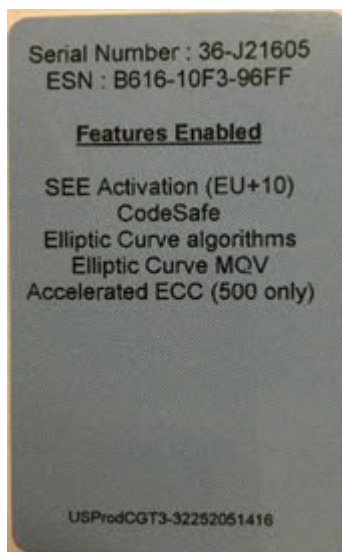 Serial Number : 36-J21605
ESN : B616-10F3-96FF
Features Enabled
SEE Activation (EU+10)
CodeSafe
Elliptic Curve algorithms
Elliptic Curve MQV
Accelerated ECC (500 only)
USProdCGT3-32252051416